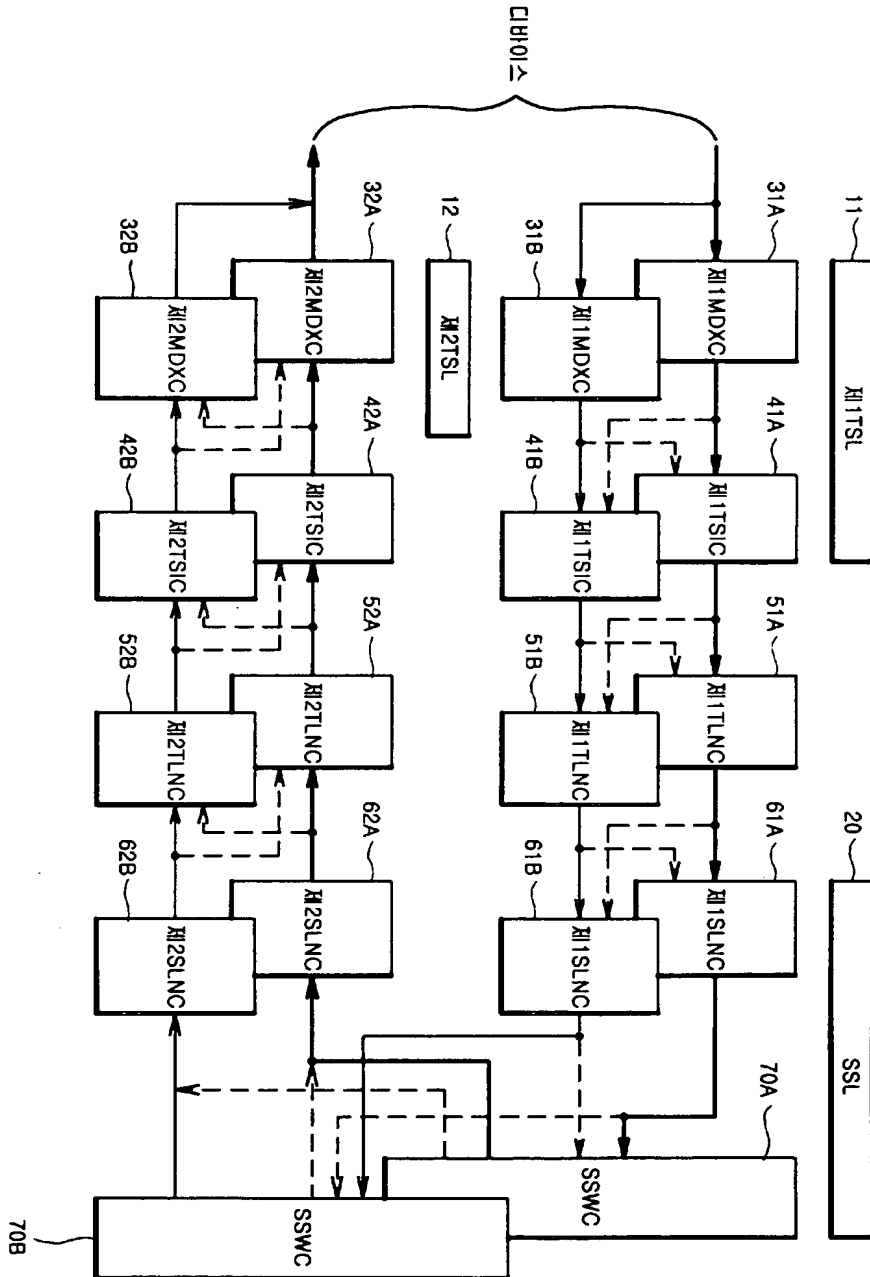 디바이스
11
제1TSL
20
SSL
31A
제1MDXC
41A
제1TSIC
51A
제1TLNC
61A
제1SLNC
70A
SSWC
31B
제1MDXC
41B
제1TSIC
51B
제1TLNC
61B
제1SLNC
12
제2TSL
32A
제2MDXC
42A
제2TSIC
52A
제2TLNC
62A
제2SLNC
32B
제2MDXC
42B
제2TSIC
52B
제2TLNC
62B
제2SLNC
SSWC
70B